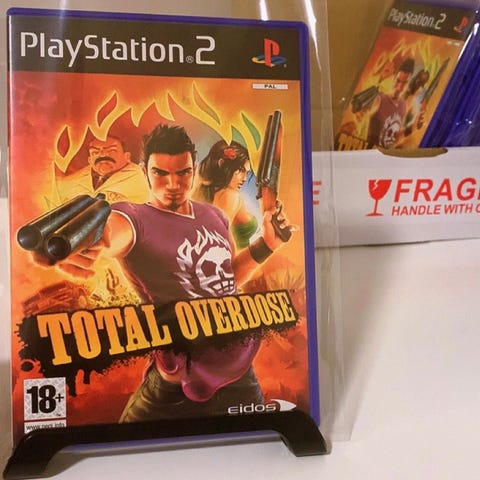 PlayStation®2
PAL
TOTAL OVERDOSE
18+
www.pegi.info
eidos
PlayStation®2
FRAG
HANDLE WITH C